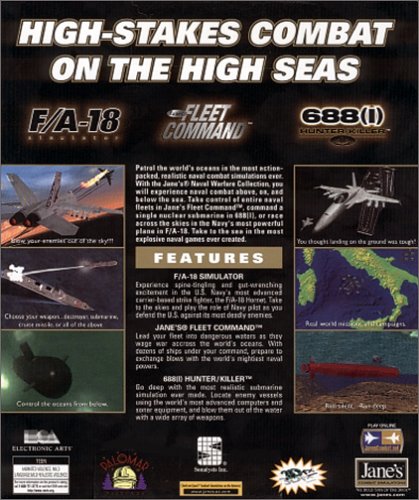 HIGH-STAKES COMBAT
ON THE HIGH SEAS
F/A-18
simulator
FLEET
COMMAND™
688(I)
HUNTER/KILLER
Patrol the world's oceans in the most action-
packed, realistic naval combat simulations ever.
With the Jane's® Naval Warfare Collection, you
will experience naval combat above, on, and
below the sea. Take control of entire naval
fleets in Jane's Fleet Command™, command a
single nuclear submarine in 688(I), or race
across the skies in the Navy's most powerful
plane in F/A-18. Take to the sea in the most
explosive naval games ever created.
Blow your enemies out of the sky!!!
You thought landing on the ground was tough!
FEATURES
F/A-18 SIMULATOR
Experience spine-tingling and gut-wrenching
excitement in the U.S. Navy's most advanced
carrier-based strike fighter, the F/A-18 Hornet. Take
to the skies and play the role of Navy pilot as you
defend the U.S. against its most deadly enemies.
Choose your weapon...destroyer, submarine,
cruise missile, or all of the above.
Real world missions and campaigns.
JANE'S® FLEET COMMAND™
Lead your fleet into dangerous waters as they
wage war across the world's oceans. With
dozens of ships under your command, prepare to
exchange blows with the world's mightiest naval
powers.
688(I) HUNTER/KILLER™
Go deep with the most realistic submarine
simulation ever made. Locate enemy vessels
using the world's most advanced computers and
sonar equipment, and blow them out of the water
with a wide array of weapons.
Control the oceans from below.
Run silent...Run deep.
ELECTRONIC ARTS™
PALOMAR
Sonalysts Inc.
PLAY ONLINE
JanesCombat.net
Jane's
COMBAT SIMULATIONS